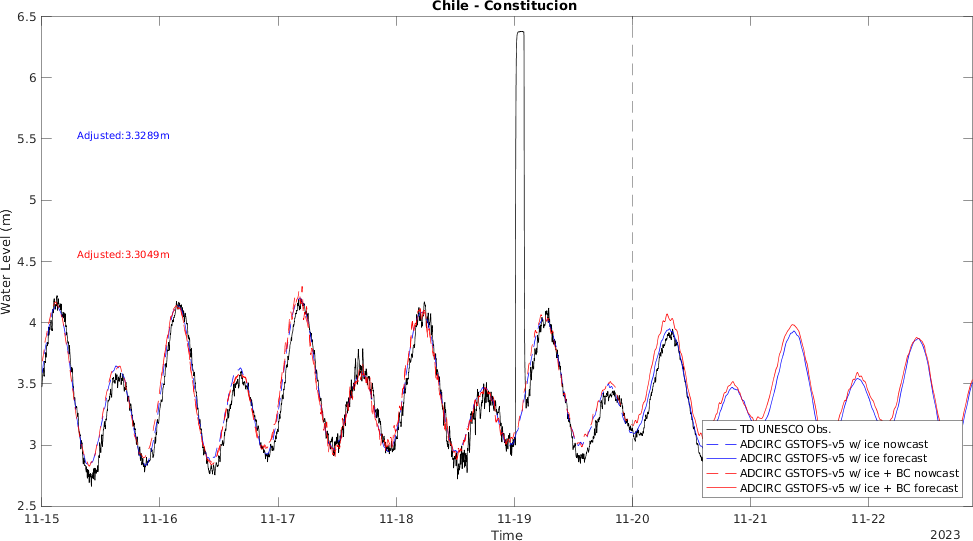 Chile - Constitucion
6.5
6
5.5
5
4.5
4
3.5
3
2.5
Water Level (m)
Adjusted:3.3289m
Adjusted:3.3049m
TD UNESCO Obs.
ADCIRC GSTOFS-v5 w/ ice nowcast
ADCIRC GSTOFS-v5 w/ ice forecast
ADCIRC GSTOFS-v5 w/ ice + BC nowcast
ADCIRC GSTOFS-v5 w/ ice + BC forecast
11-15 11-16 11-17 11-18 11-19 11-20 11-21 11-22
Time
2023